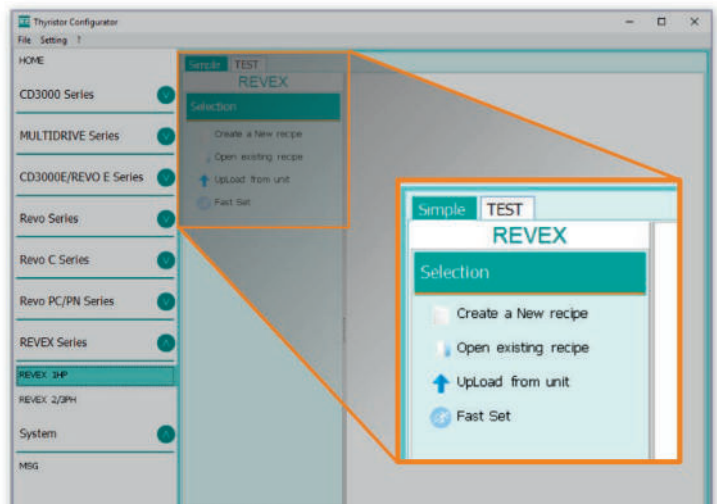 Thyristor Configurator
File Setting ?
HOME
CD3000 Series
MULTIDRIVE Series
CD3000E/REVO E Series
Revo Series
Revo C Series
Revo PC/PN Series
REVEX Series
REVEX 1HP
REVEX 2/3PH
System
MSG
Simple TEST
REVEX
Selection
Create a New recipe
Open existing recipe
UpLoad from unit
Fast Set
Simple TEST
REVEX
Selection
Create a New recipe
Open existing recipe
UpLoad from unit
Fast Set